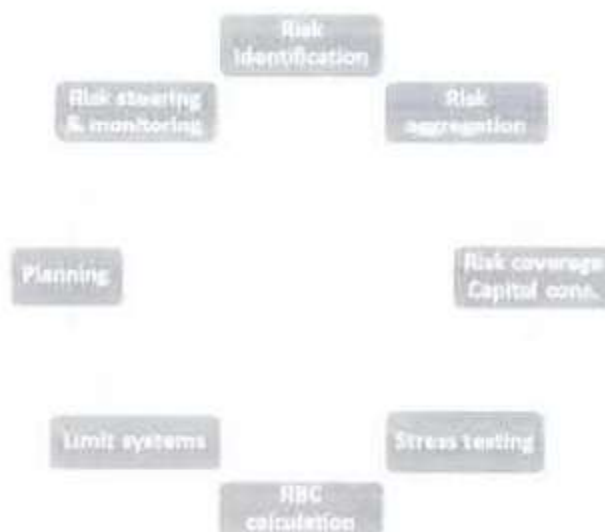 Risk
identification
Risk
aggregation
Risk coverage
Capital cons.
Stress testing
RBC
calculation
Limit systems
Planning
Risk steering
& monitoring